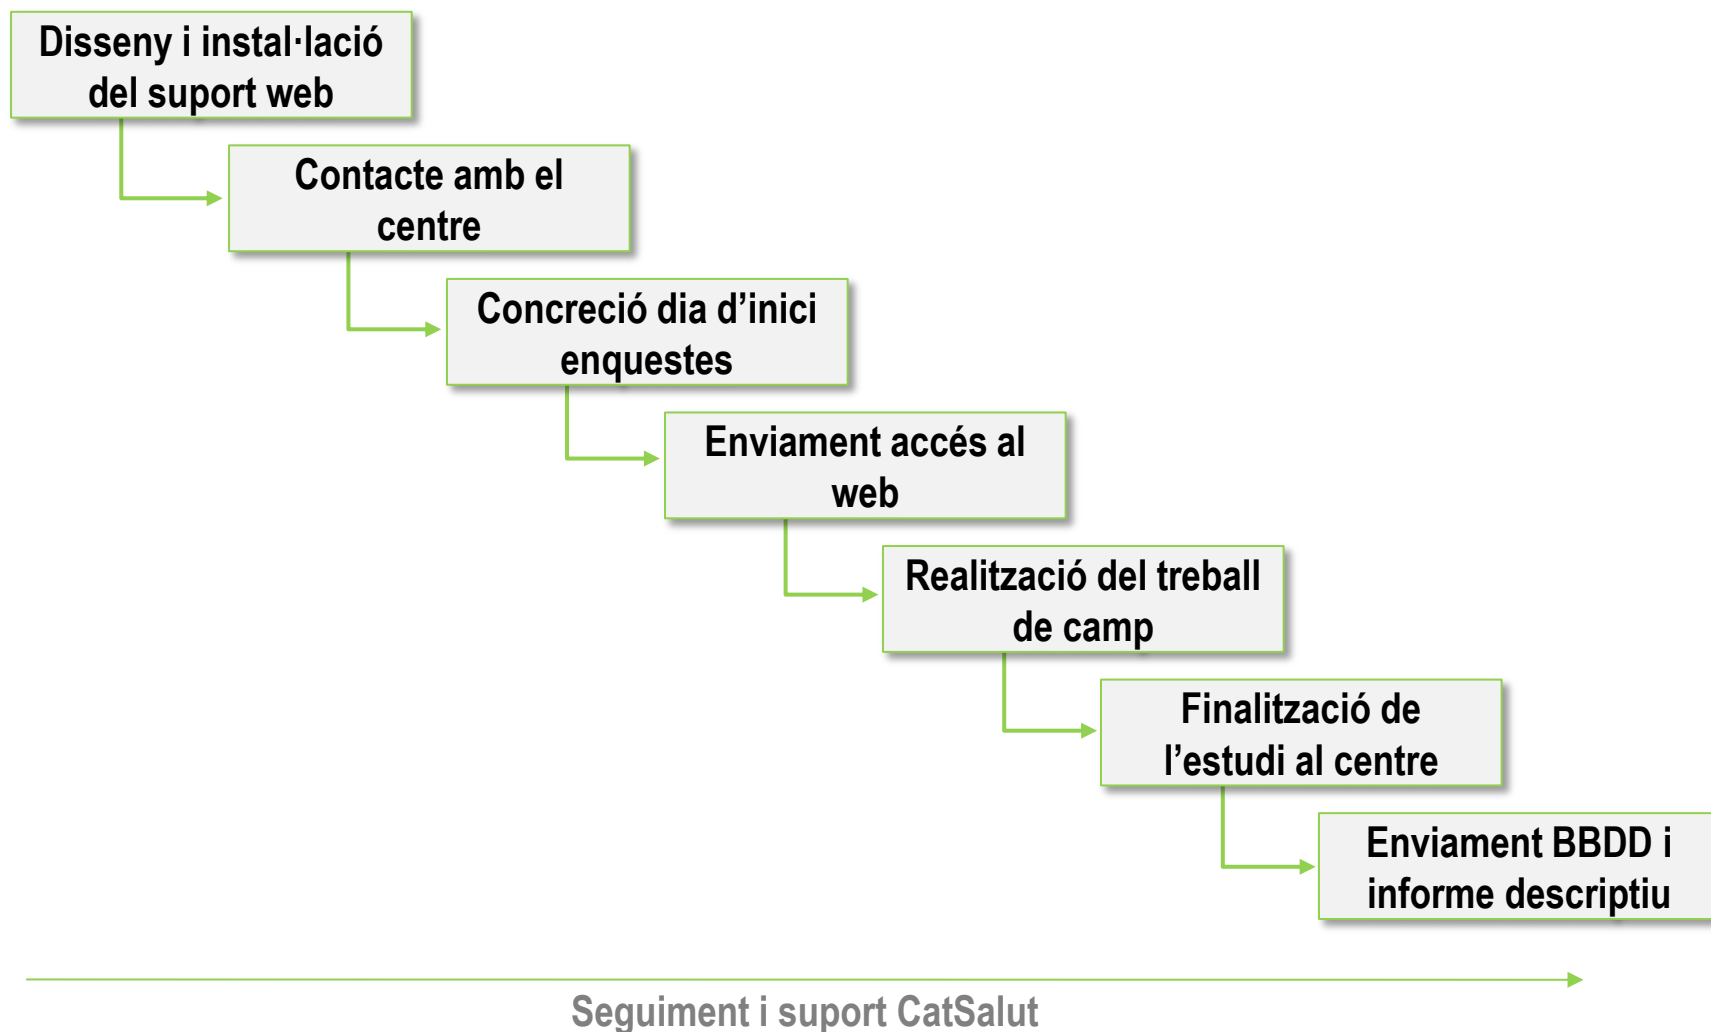 Disseny i instal·lació
del suport web
Contacte amb el
centre
Concreció dia d’inici
enquestes
Enviament accés al
web
Realització del treball
de camp
Finalització de
l’estudi al centre
Enviament BBDD i
informe descriptiu
Seguiment i suport CatSalut